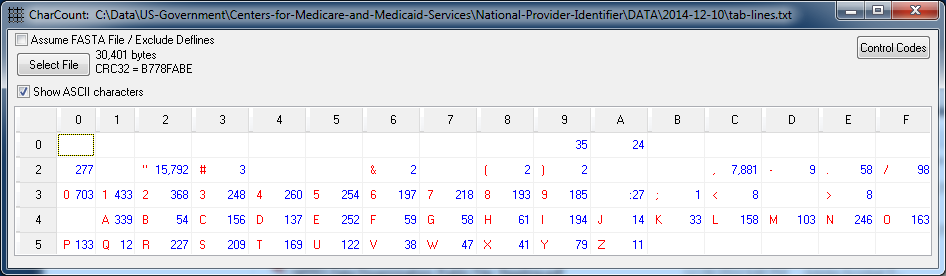 CharCount: C:\Data\US-Government\Centers-for-Medicare-and-Medicaid-Services\National-Provider-Identifier\DATA\2014-12-10\tab-lines.txt
Assume FASTA File / Exclude Deflines
Control Codes
Select File
30,401 bytes
CRC32 = B778FABE
Show ASCII characters
0 1 2 3 4 5 6 7 8 9 A B C D E F
0 35 24
2 277 " 15,792 # 3 & 2 ( 2 ) 2 , 7,881 - 9 . 58 / 98
3 0 703 1 433 2 368 3 248 4 260 5 254 6 197 7 218 8 193 9 185 :27 ; 1 < 8 > 8
4 A 339 B 54 C 156 D 137 E 252 F 59 G 58 H 61 I 194 J 14 K 33 L 158 M 103 N 246 O 163
5 P 133 Q 12 R 227 S 209 T 169 U 122 V 38 W 47 X 41 Y 79 Z 11